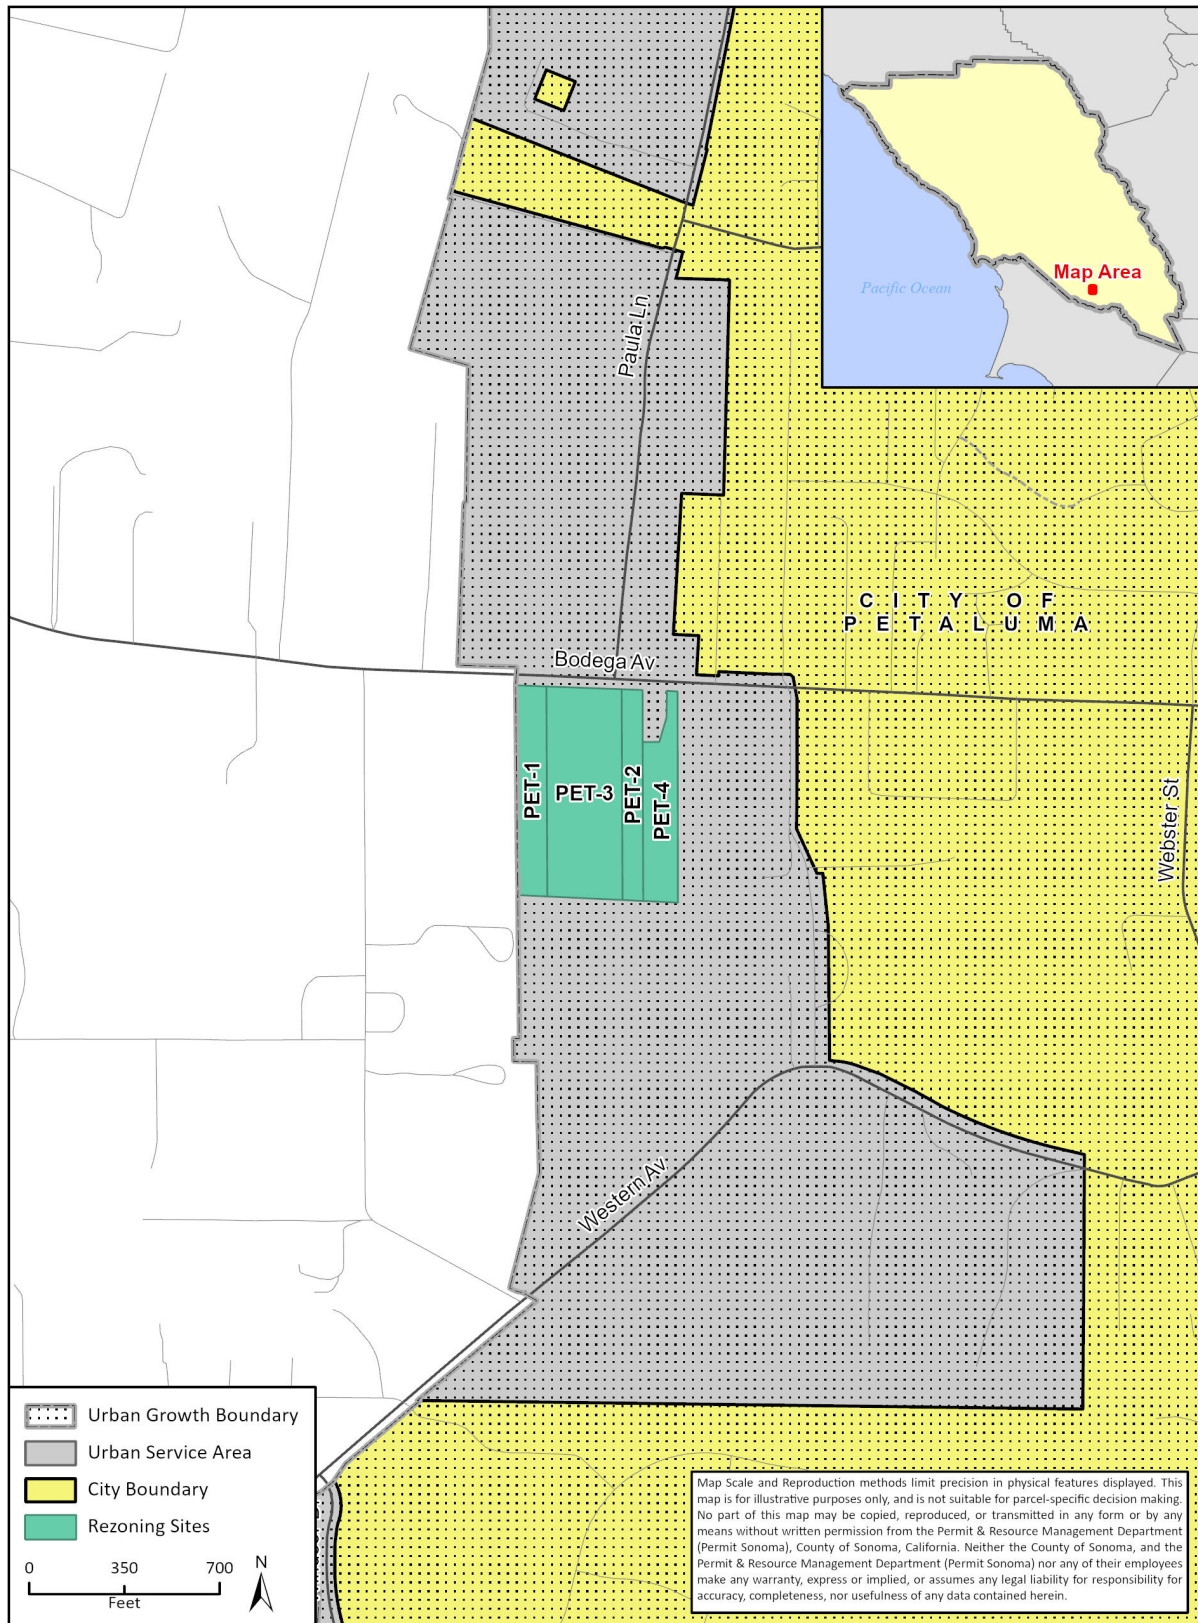 Pacific Ocean
Map Area
Paula Ln
CITY OF
PETALUMA
Bodega Av
PET-1
PET-3
PET-2
PET-4
Webster St
Western Av
Urban Growth Boundary
Urban Service Area
City Boundary
Rezoning Sites
0 350 700
Feet
N
Map Scale and Reproduction methods limit precision in physical features displayed. This
map is for illustrative purposes only, and is not suitable for parcel-specific decision making.
No part of this map may be copied, reproduced, or transmitted in any form or by any
means without written permission from the Permit & Resource Management Department
(Permit Sonoma), County of Sonoma, California. Neither the County of Sonoma, and the
Permit & Resource Management Department (Permit Sonoma) nor any of their employees
make any warranty, express or implied, or assumes any legal liability for responsibility for
accuracy, completeness, nor usefulness of any data contained herein.